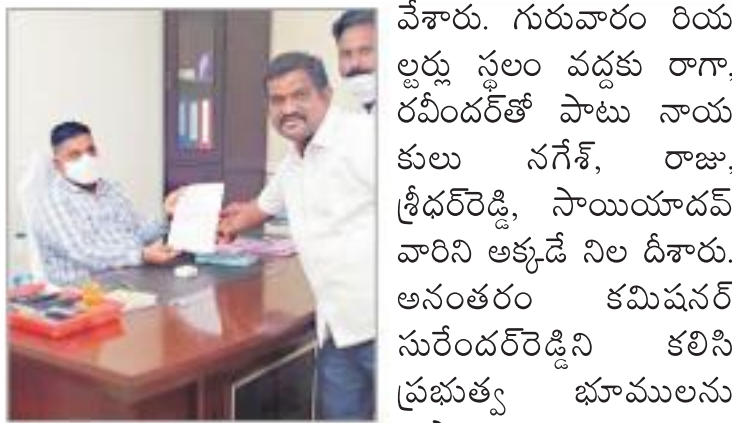 వేశారు. గురువారం రియ
ల్టర్లు స్థలం వద్దకు రాగా,
రవీందర్‌తో పాటు నాయ
కులు నగేశ్, రాజు,
శ్రీధర్‌రెడ్డి, సాయియాదవ్
వారిని అక్కడే నిల దీశారు.
అనంతరం కమిషనర్
సురేందర్‌రెడ్డిని కలిసి
ప్రభుత్వ భూములను